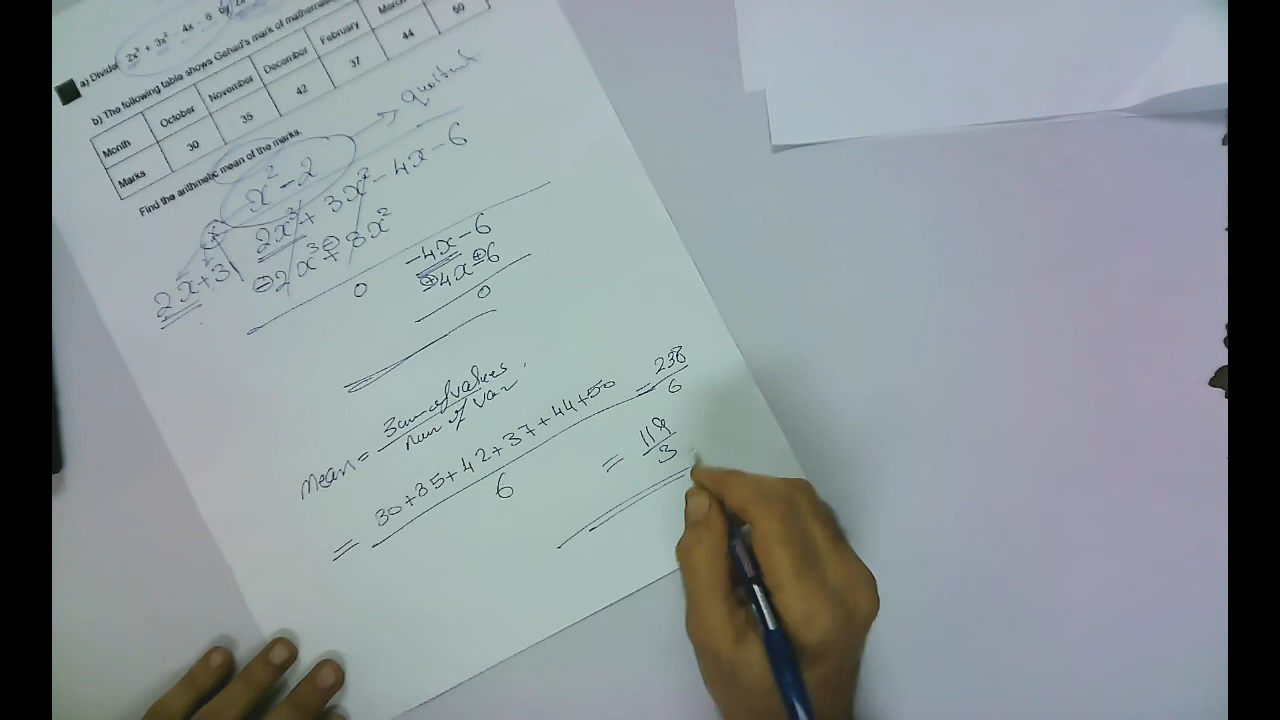 a) Divide 2x³ + 3x² - 4x - 6 by 2x
b) The following table shows Gehad's mark of mathema
Month October November December February March
Marks 30 35 42 37 44 50
Find the arithmetic mean of the marks.
x² - 2 → quotient
2x+3 2x³ + 3x² - 4x - 6
⊖2x³ ⊖+ 3x²
0 -4x - 6
⊕4x ⊕6
0
Mean = Sum of values / Num of Val
= 30+35+42+37+44+50 / 6 = 238 / 6
= 119 / 3